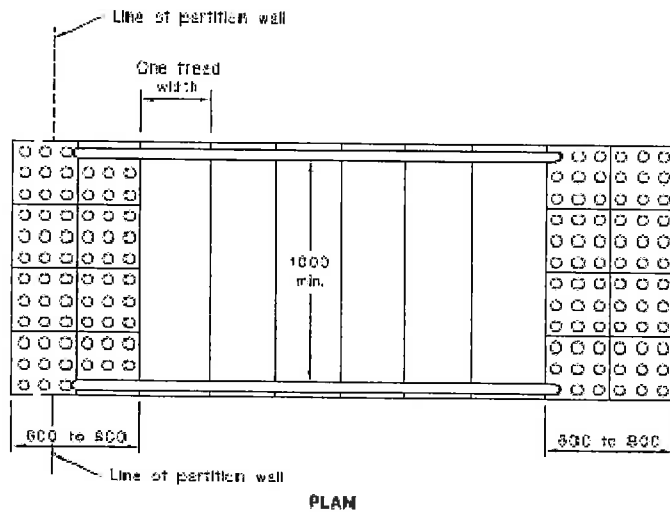 Line of partition wall
One tread
width
1000
min.
600 to 800
600 to 800
Line of partition wall
PLAN